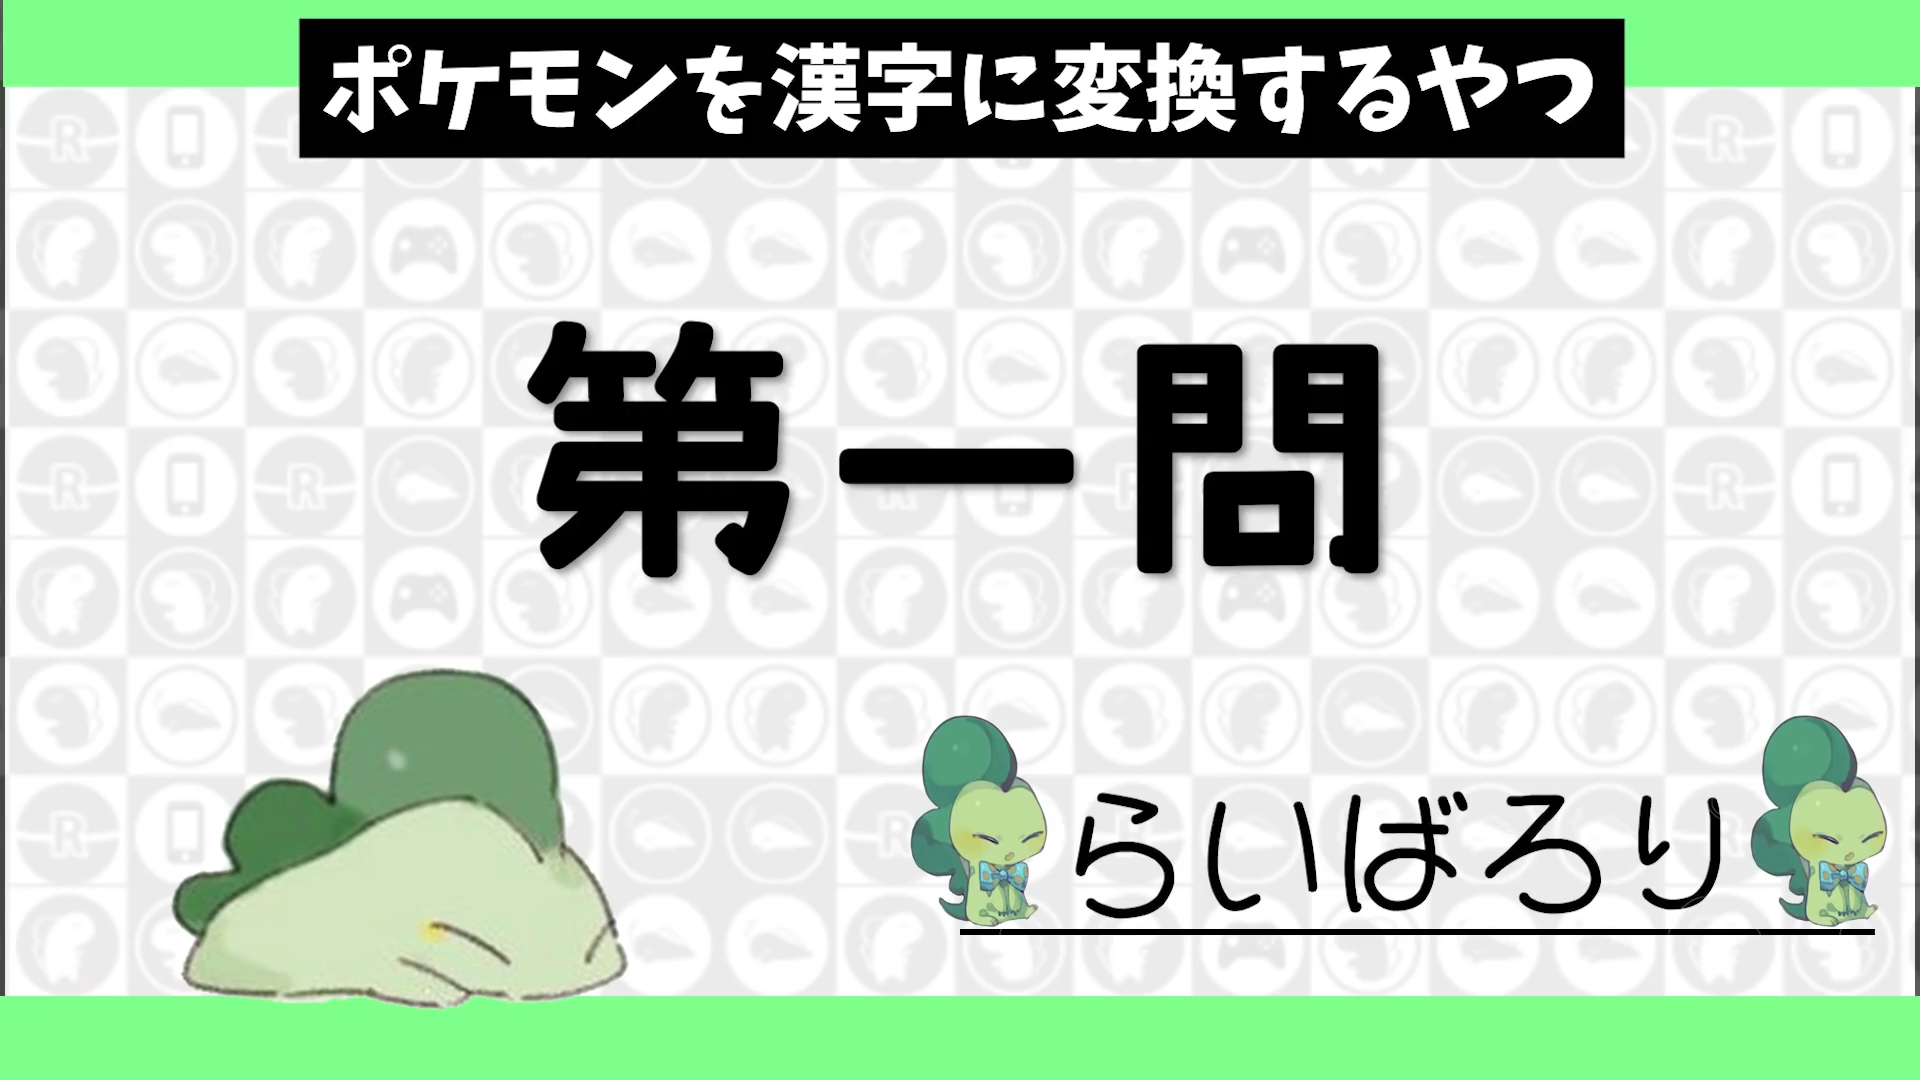 ポケモンを漢字に変換するやつ
第一問
らいばろり